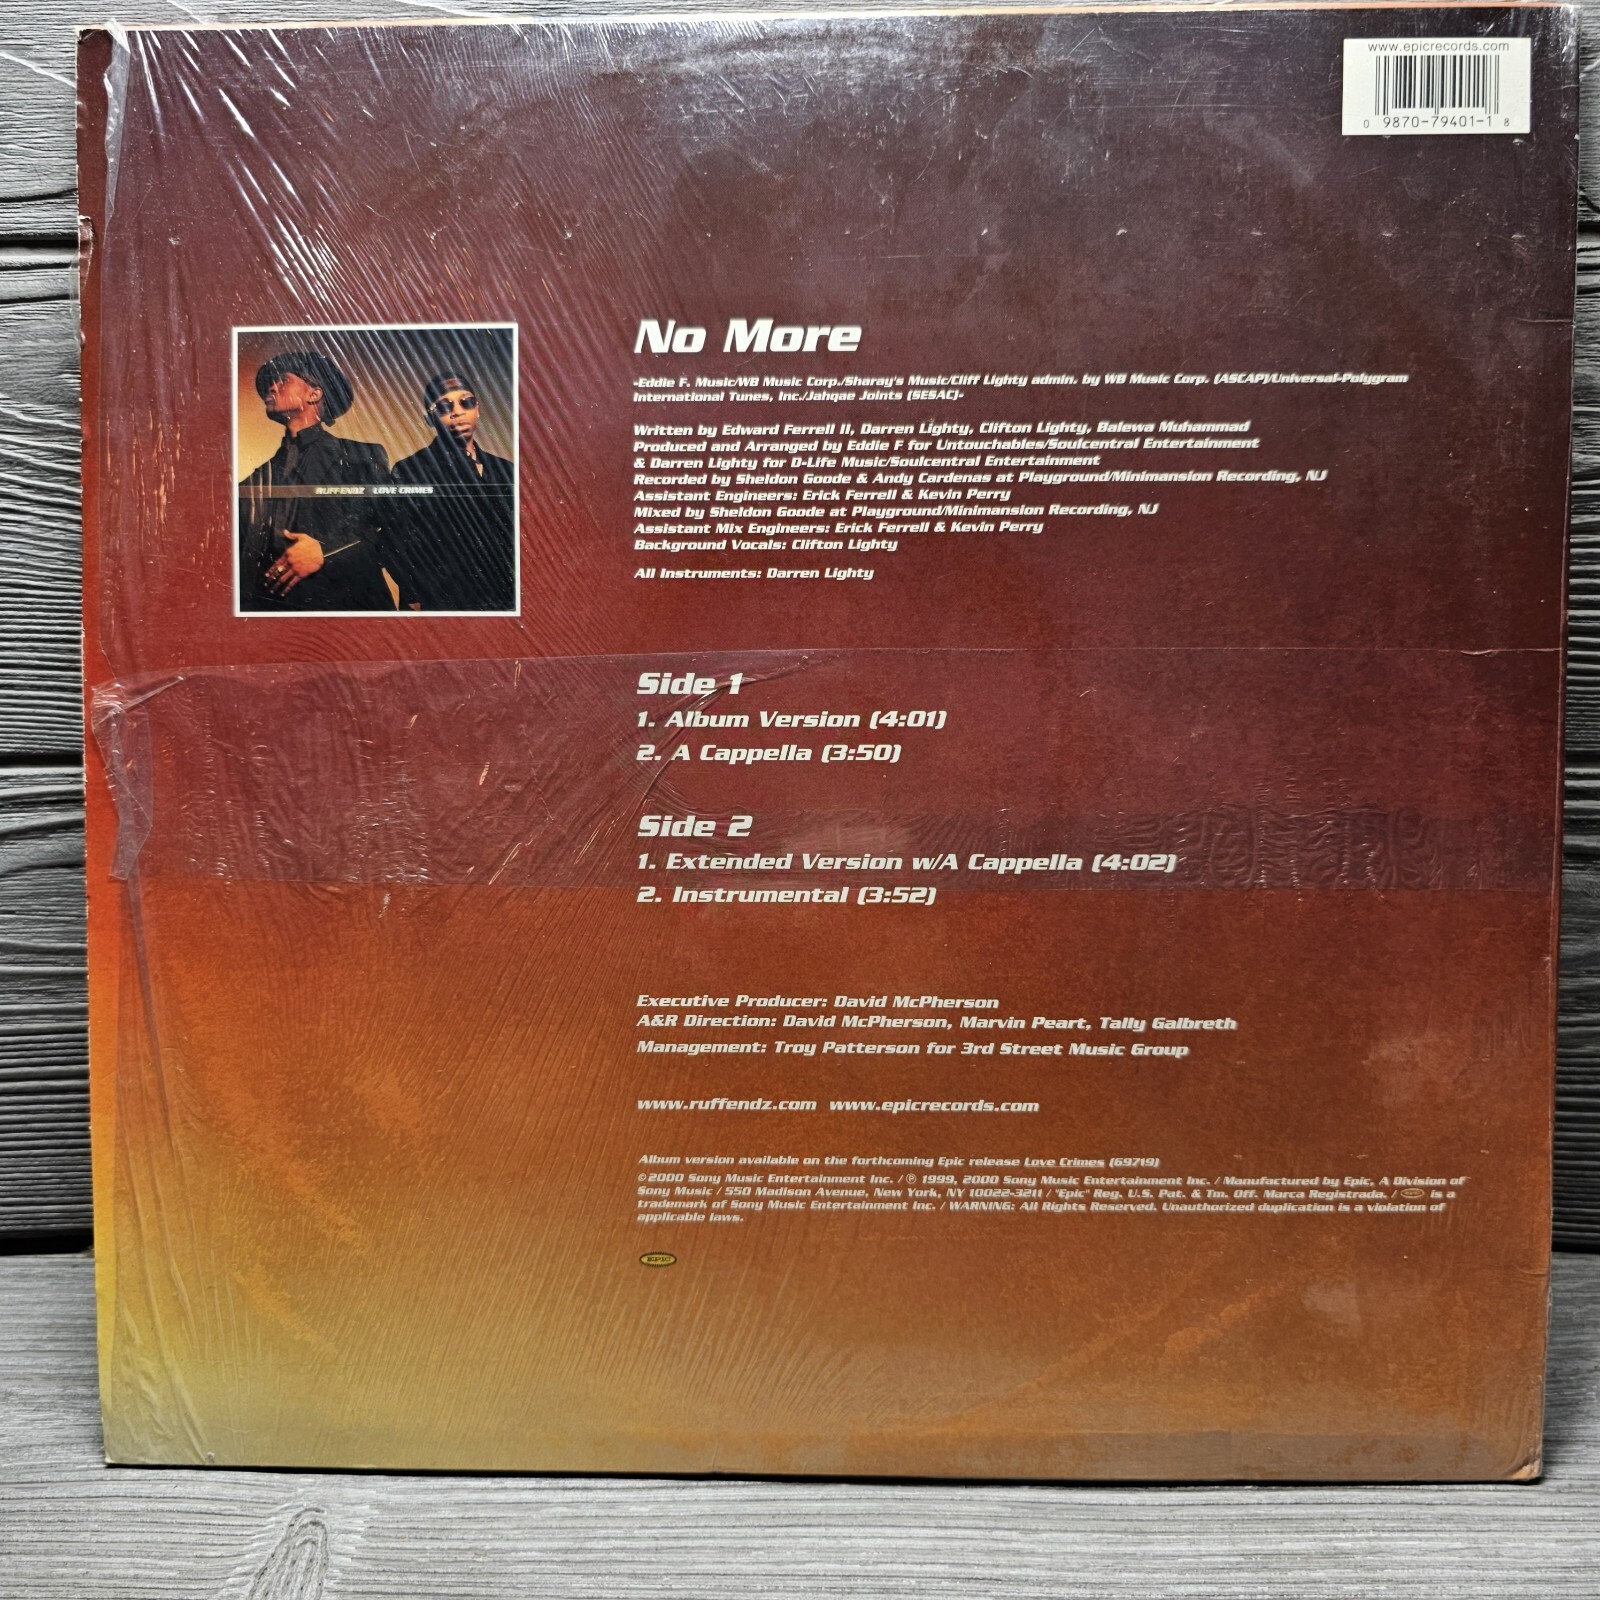 www.epicrecords.com
0 9870-79401-1 8
No More
-Eddie F. Music/WB Music Corp./Sharay's Music/Cliff Lighty admin. by WB Music Corp. (ASCAP)/Universal-Polygram
International Tunes, Inc./Jahqae Joints (SESAC)-
Written by Edward Ferrell II, Darren Lighty, Clifton Lighty, Balewa Muhammad
Produced and Arranged by Eddie F for Untouchables/Soulcentral Entertainment
& Darren Lighty for D-Life Music/Soulcentral Entertainment
Recorded by Sheldon Goode & Andy Cardenas at Playground/Minimansion Recording, NJ
Assistant Engineers: Erick Ferrell & Kevin Perry
Mixed by Sheldon Goode at Playground/Minimansion Recording, NJ
Assistant Mix Engineers: Erick Ferrell & Kevin Perry
Background Vocals: Clifton Lighty
All Instruments: Darren Lighty
RUFFENDZ LOVE CRIMES
Side 1
1. Album Version (4:01)
2. A Cappella (3:50)
Side 2
1. Extended Version w/A Cappella (4:02)
2. Instrumental (3:52)
Executive Producer: David McPherson
A&R Direction: David McPherson, Marvin Peart, Tally Galbreth
Management: Troy Patterson for 3rd Street Music Group
www.ruffendz.com www.epicrecords.com
Album version available on the forthcoming Epic release Love Crimes (69719)
© 2000 Sony Music Entertainment Inc. / ℗ 1999, 2000 Sony Music Entertainment Inc. / Manufactured by Epic, A Division of
Sony Music / 550 Madison Avenue, New York, NY 10022-3211 / "Epic" Reg. U.S. Pat. & Tm. Off. Marca Registrada. / is a
trademark of Sony Music Entertainment Inc. / WARNING: All Rights Reserved. Unauthorized duplication is a violation of
applicable laws.
EPIC